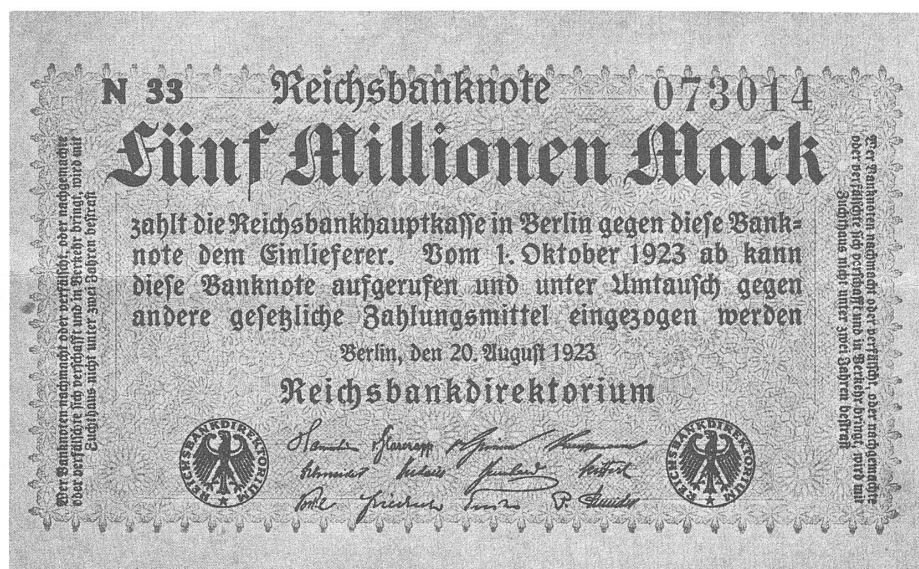 N 33 Reichsbanknote 073014
Fünf Millionen Mark
zahlt die Reichsbankhauptkasse in Berlin gegen diese Bank=
note dem Einlieferer. Vom 1. Oktober 1923 ab kann
diese Banknote aufgerufen und unter Umtausch gegen
andere gesetzliche Zahlungsmittel eingezogen werden
Berlin, den 20. August 1923
Reichsbankdirektorium
Wer Banknoten nachmacht oder verfälscht, oder nachgemachte
oder verfälschte sich verschafft und in Verkehr bringt, wird mit
Zuchthaus nicht unter zwei Jahren bestraft
Wer Banknoten nachmacht oder verfälscht, oder nachgemachte
oder verfälschte sich verschafft und in Verkehr bringt, wird mit
Zuchthaus nicht unter zwei Jahren bestraft
REICHSBANKDIREKTORIUM
REICHSBANKDIREKTORIUM
Schneider
Friedrich
P. Schneider